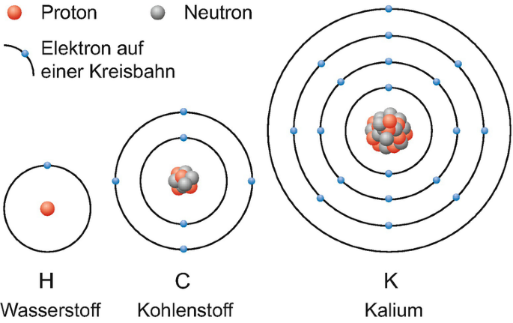 Proton Neutron
Elektron auf
einer Kreisbahn
H C K
Wasserstoff Kohlenstoff Kalium